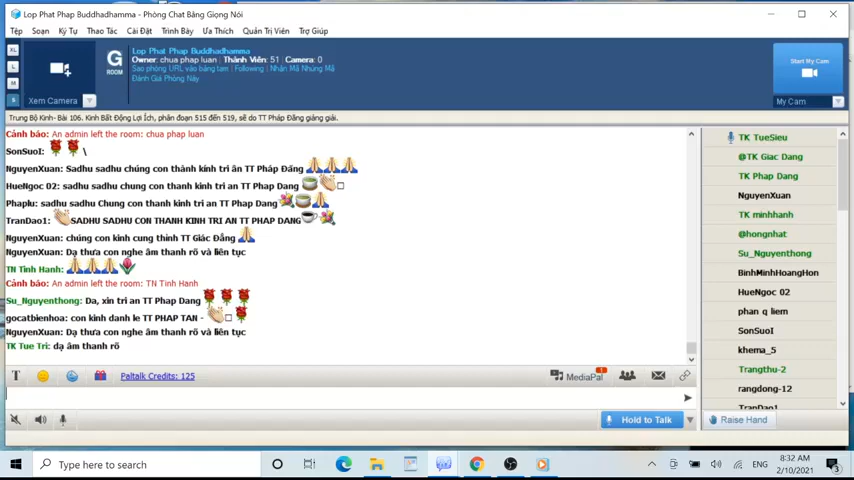 Lop Phat Phap Buddhadhamma - Phòng Chat Bằng Giọng Nói
Tệp Soạn Ký Tự Thao Tác Cài Đặt Trình Bày Ưa Thích Quản Trị Viên Trợ Giúp
XL
L
M
S
Xem Camera
G
ROOM
Lop Phat Phap Buddhadhamma
Owner: chua phap luan | Thành Viên: 51 | Camera: 0
Sao phòng URL vào bảng tạm | Following | Nhận Mã Nhúng Mã
Đánh Giá Phòng Này
Start My Cam
My Cam
Trung Bộ Kinh- Bài 106. Kinh Bất Động Lợi Ích, phân đoạn 515 đến 519, sẽ do TT Pháp Đăng giảng giải.
Cảnh báo: An admin left the room: chua phap luan
SonSuoI: \
NguyenXuan: Sadhu sadhu chúng con thành kính tri ân TT Pháp Đăng
HueNgoc 02: sadhu sadhu chung con thanh kinh tri an TT Phap Dang
Phaplu: sadhu sadhu Chung con thanh kinh tri an TT Phap Dang
TranDao1: SADHU SADHU CON THANH KINH TRI AN TT PHAP DANG
NguyenXuan: chúng con kính cung thỉnh TT Giác Đẳng
NguyenXuan: Dạ thưa con nghe âm thanh rõ và liên tục
TN Tinh Hanh:
Cảnh báo: An admin left the room: TN Tinh Hanh
Su_Nguyenthong: Da, xin tri an TT Phap Dang
gocatbienhoa: con kinh danh le TT PHAP TAN -
NguyenXuan: Dạ thưa con nghe âm thanh rõ và liên tục
TK Tue Tri: dạ âm thanh rõ
TK TueSieu
@TK Giac Dang
TK Phap Dang
NguyenXuan
TK minhhanh
@hongnhat
Su_Nguyenthong
BinhMinhHoangHon
HueNgoc 02
phan q liem
SonSuoI
khema_5
Trangthu-2
rangdong-12
TranDao1
T Paltalk Credits: 125 MediaPal 1
Hold to Talk
Raise Hand
Type here to search
ENG
8:32 AM
2/10/2021
3